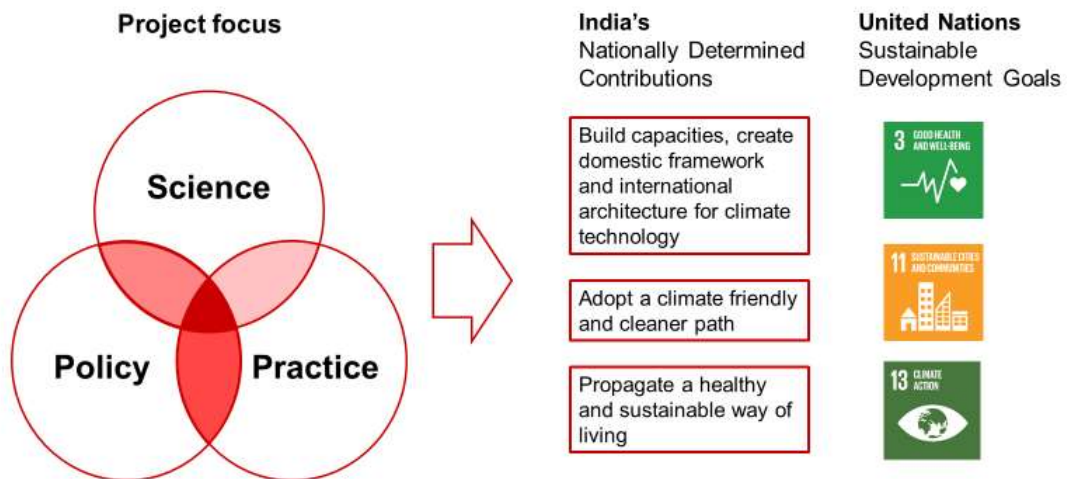 Project focus
Science
Policy
Practice
India's
Nationally Determined
Contributions
Build capacities, create
domestic framework
and international
architecture for climate
technology
Adopt a climate friendly
and cleaner path
Propagate a healthy
and sustainable way of
living
United Nations
Sustainable
Development Goals
3 GOOD HEALTH
AND WELL-BEING
11 SUSTAINABLE CITIES
AND COMMUNITIES
13 CLIMATE
ACTION